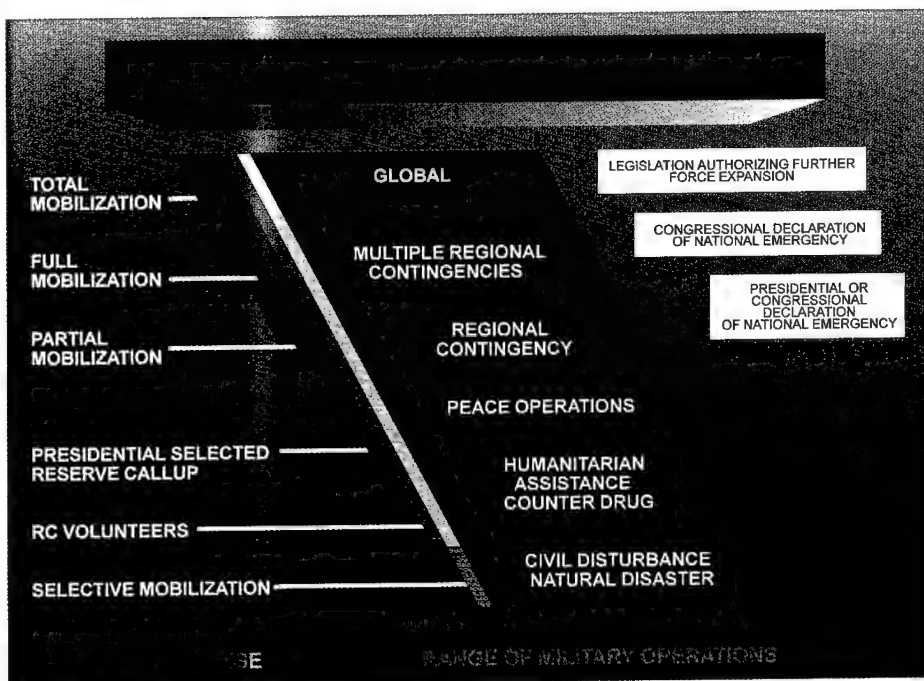 TOTAL
MOBILIZATION
FULL
MOBILIZATION
PARTIAL
MOBILIZATION
PRESIDENTIAL SELECTED
RESERVE CALLUP
RC VOLUNTEERS
SELECTIVE MOBILIZATION
GLOBAL
MULTIPLE REGIONAL
CONTINGENCIES
REGIONAL
CONTINGENCY
PEACE OPERATIONS
HUMANITARIAN
ASSISTANCE
COUNTER DRUG
CIVIL DISTURBANCE
NATURAL DISASTER
LEGISLATION AUTHORIZING FURTHER
FORCE EXPANSION
CONGRESSIONAL DECLARATION
OF NATIONAL EMERGENCY
PRESIDENTIAL OR
CONGRESSIONAL
DECLARATION
OF NATIONAL EMERGENCY
RANGE OF MILITARY OPERATIONS